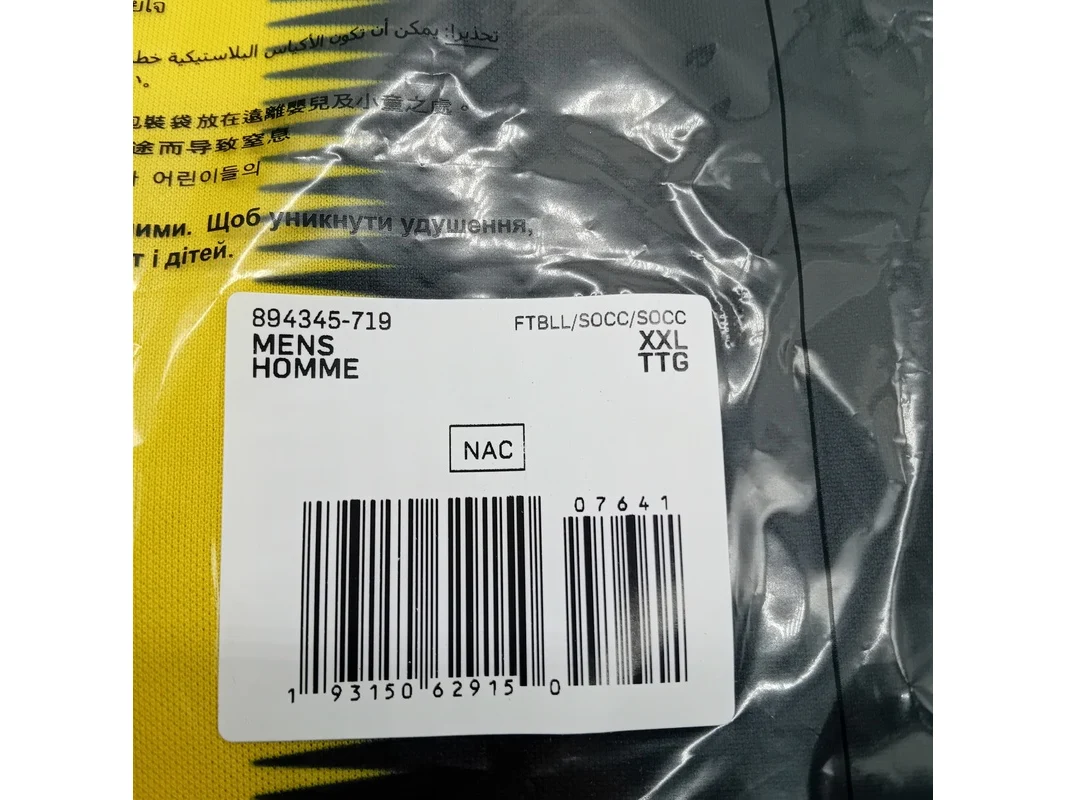 تحذير!: يمكن أن تكون الأكياس البلاستيكية
包裝袋放在遠離嬰兒及小童之處。
途而导致窒息
어린이들의
ими. Щоб уникнути удушення,
т і дітей.
894345-719
FTBLL/SOCC/SOCC
MENS
XXL
HOMME
TTG
NAC
07641
1 93150 62915 0